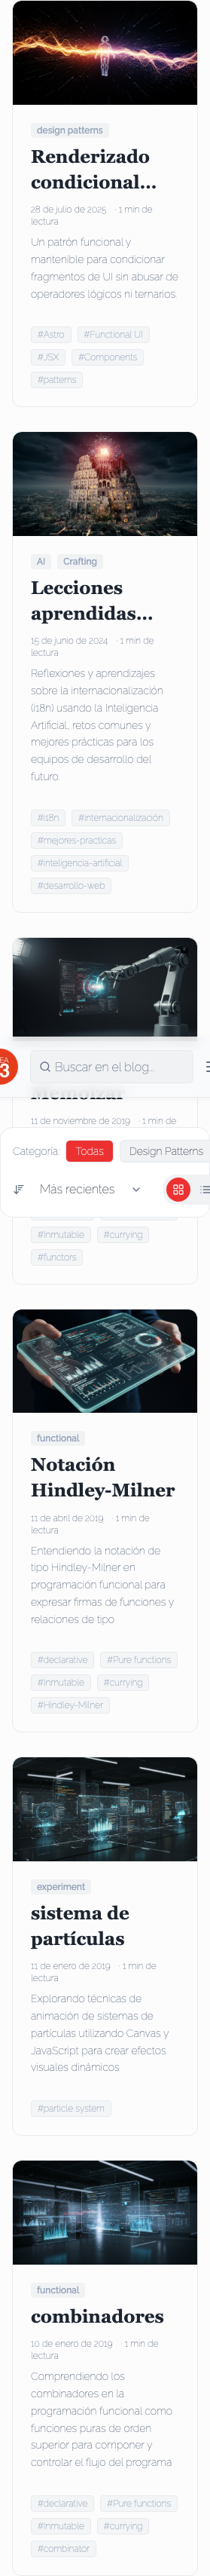 design patterns
Renderizado
condicional...
28 de julio de 2025 · 1 min de
lectura
Un patrón funcional y
mantenible para condicionar
fragmentos de UI sin abusar de
operadores lógicos ni ternarios.
#Astro #Functional UI
#JSX #Components
#patterns
AI Crafting
Lecciones
aprendidas...
15 de junio de 2024 · 1 min de
lectura
Reflexiones y aprendizajes
sobre la internacionalización
(i18n) usando la Inteligencia
Artificial, retos comunes y
mejores prácticas para los
equipos de desarrollo del
futuro.
#i18n #internacionalización
#mejores-practicas
#inteligencia-artificial
#desarrollo-web
EA
3
Buscar en el blog...
Memoizar
11 de noviembre de 2019 · 1 min de
Categoría: Todas Design Patterns
Más recientes
#Inmutable #currying
#functors
functional
Notación
Hindley-Milner
11 de abril de 2019 · 1 min de
lectura
Entendiendo la notación de
tipo Hindley-Milner en
programación funcional para
expresar firmas de funciones y
relaciones de tipo
#declarative #Pure functions
#Inmutable #currying
#Hindley-Milner
experiment
sistema de
partículas
11 de enero de 2019 · 1 min de
lectura
Explorando técnicas de
animación de sistemas de
partículas utilizando Canvas y
JavaScript para crear efectos
visuales dinámicos
#particle system
functional
combinadores
10 de enero de 2019 · 1 min de
lectura
Comprendiendo los
combinadores en la
programación funcional como
funciones puras de orden
superior para componer y
controlar el flujo del programa
#declarative #Pure functions
#Inmutable #currying
#combinator